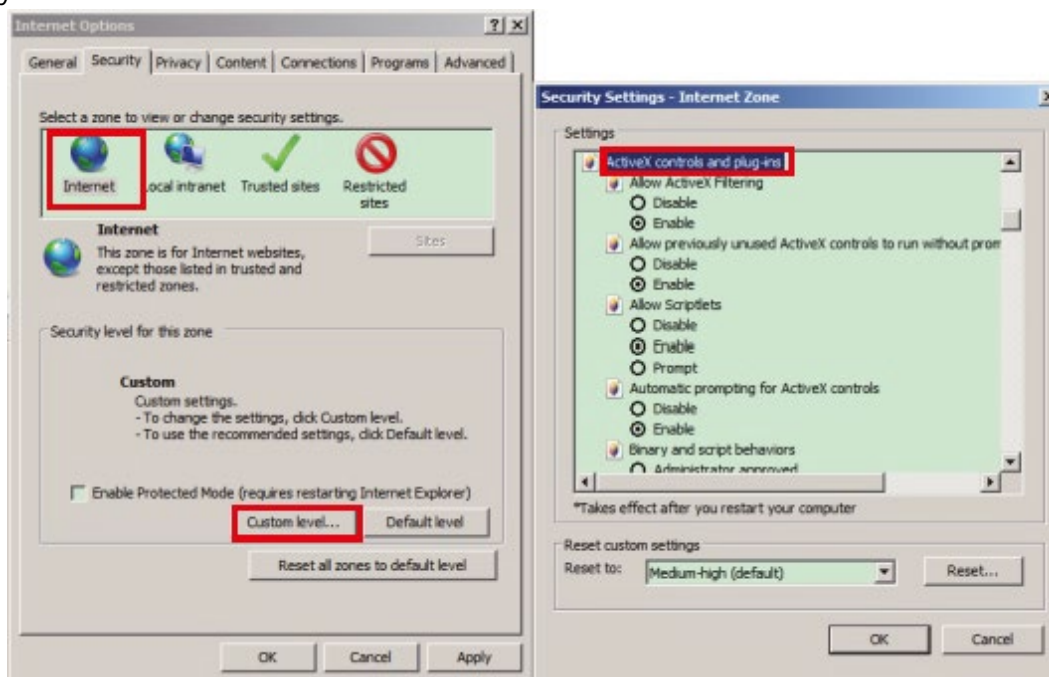 Internet Options
General Security Privacy Content Connections Programs Advanced
Select a zone to view or change security settings.
Internet Local intranet Trusted sites Restricted sites
Internet
This zone is for Internet websites,
except those listed in trusted and
restricted zones.
Sites
Security level for this zone
Custom
Custom settings.
- To change the settings, click Custom level.
- To use the recommended settings, click Default level.
Enable Protected Mode (requires restarting Internet Explorer)
Custom level... Default level
Reset all zones to default level
OK Cancel Apply
Security Settings - Internet Zone
Settings
ActiveX controls and plug-ins
Allow ActiveX Filtering
Disable
Enable
Allow previously unused ActiveX controls to run without prom
Disable
Enable
Allow Scriptlets
Disable
Enable
Prompt
Automatic prompting for ActiveX controls
Disable
Enable
Binary and script behaviors
Administrator approved
*Takes effect after you restart your computer
Reset custom settings
Reset to: Medium-high (default) Reset...
OK Cancel